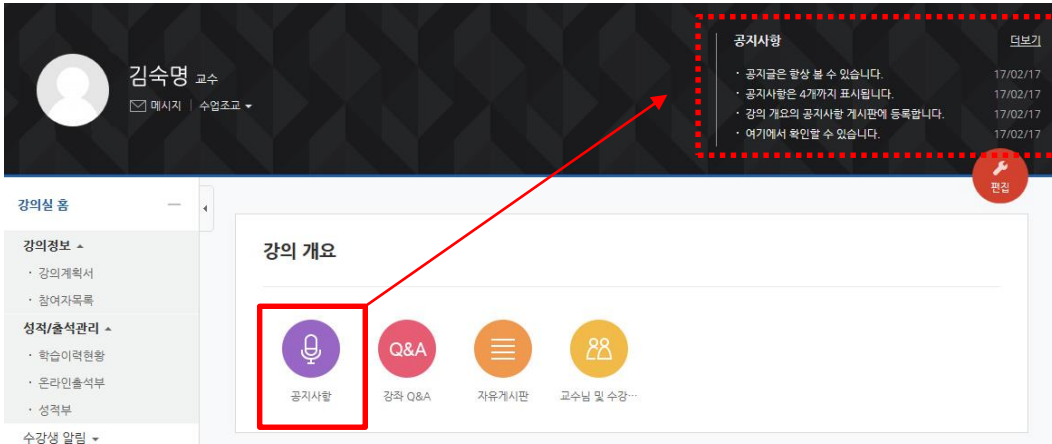 김숙명 교수
메시지 | 수업조교
공지사항 더보기
· 공지글은 항상 볼 수 있습니다. 17/02/17
· 공지사항은 4개까지 표시됩니다. 17/02/17
· 강의 개요의 공지사항 게시판에 등록합니다. 17/02/17
· 여기에서 확인할 수 있습니다. 17/02/17
편집
강의실 홈
강의정보
· 강의계획서
· 참여자목록
성적/출석관리
· 학습이력현황
· 온라인출석부
· 성적부
수강생 알림
강의 개요
Q&A
공지사항 강좌 Q&A 자유게시판 교수님 및 수강…